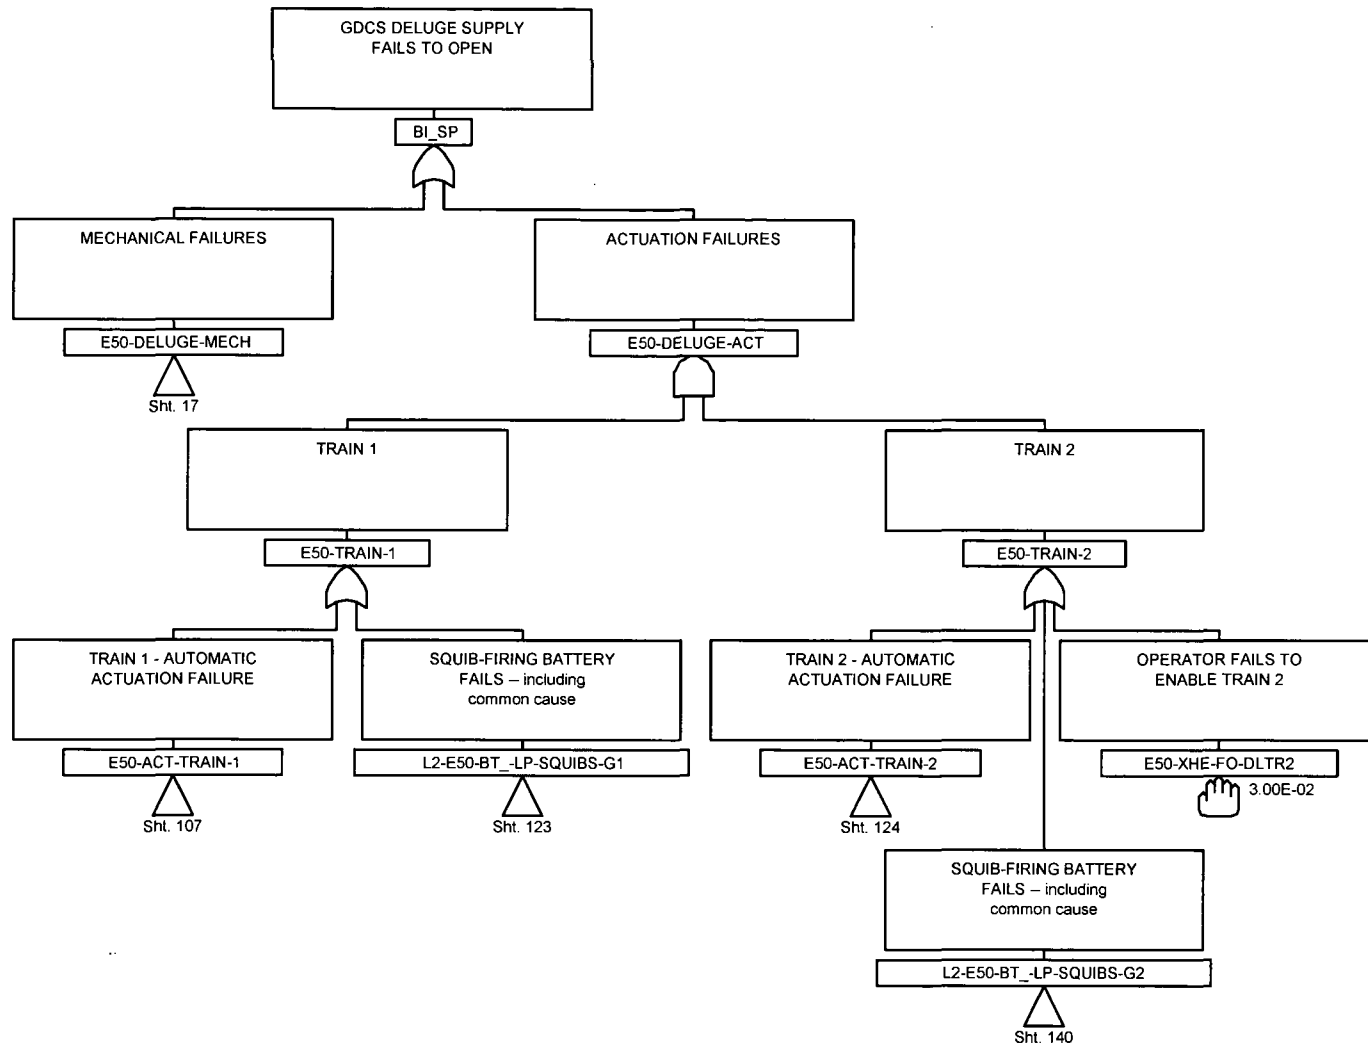 GDCS DELUGE SUPPLY
FAILS TO OPEN
BI_SP
MECHANICAL FAILURES
E50-DELUGE-MECH
Sht. 17
ACTUATION FAILURES
E50-DELUGE-ACT
TRAIN 1
E50-TRAIN-1
TRAIN 2
E50-TRAIN-2
TRAIN 1 - AUTOMATIC
ACTUATION FAILURE
E50-ACT-TRAIN-1
Sht. 107
SQUIB-FIRING BATTERY
FAILS – including
common cause
L2-E50-BT_-LP-SQUIBS-G1
Sht. 123
TRAIN 2 - AUTOMATIC
ACTUATION FAILURE
E50-ACT-TRAIN-2
Sht. 124
OPERATOR FAILS TO
ENABLE TRAIN 2
E50-XHE-FO-DLTR2
3.00E-02
SQUIB-FIRING BATTERY
FAILS – including
common cause
L2-E50-BT_-LP-SQUIBS-G2
Sht. 140